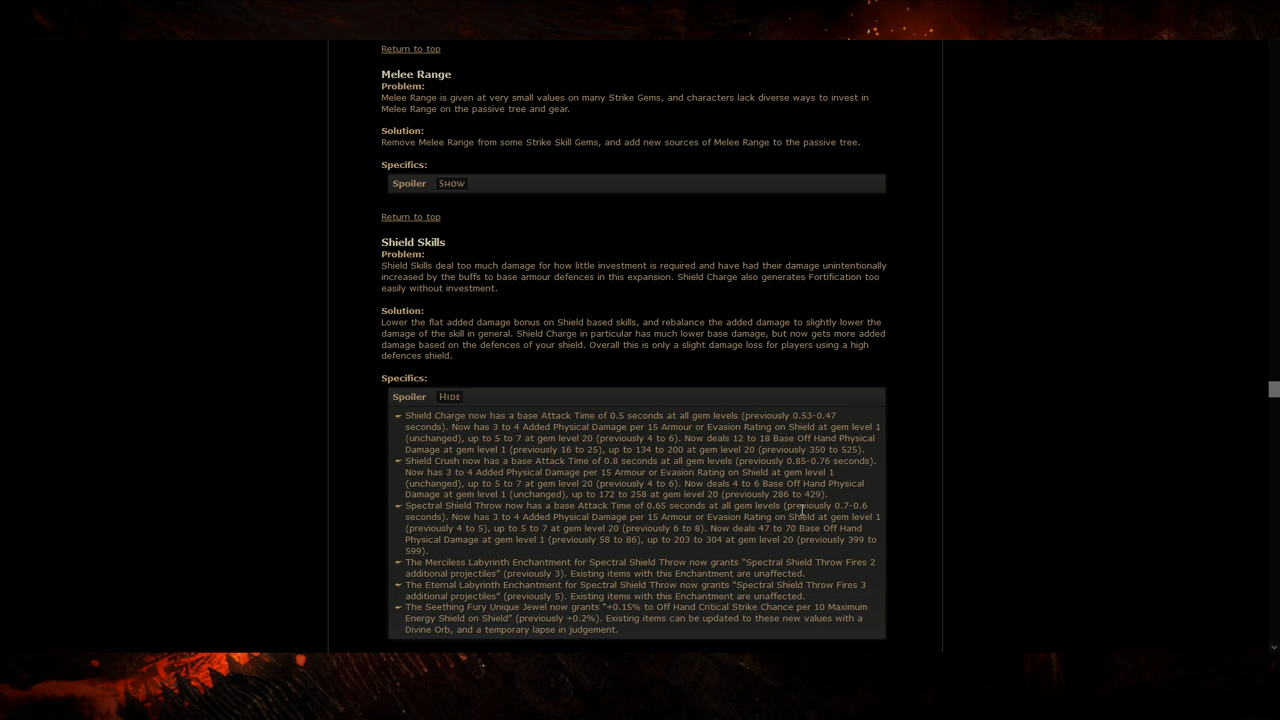 Return to top
Melee Range
Problem:
Melee Range is given at very small values on many Strike Gems, and characters lack diverse ways to invest in
Melee Range on the passive tree and gear.
Solution:
Remove Melee Range from some Strike Skill Gems, and add new sources of Melee Range to the passive tree.
Specifics:
Spoiler Show
Return to top
Shield Skills
Problem:
Shield Skills deal too much damage for how little investment is required and have had their damage unintentionally
increased by the buffs to base armour defences in this expansion. Shield Charge also generates Fortification too
easily without investment.
Solution:
Lower the flat added damage bonus on Shield based skills, and rebalance the added damage to slightly lower the
damage of the skill in general. Shield Charge in particular has much lower base damage, but now gets more added
damage based on the defences of your shield. Overall this is only a slight damage loss for players using a high
defences shield.
Specifics:
Spoiler Hide
Shield Charge now has a base Attack Time of 0.5 seconds at all gem levels (previously 0.53-0.47
seconds). Now has 3 to 4 Added Physical Damage per 15 Armour or Evasion Rating on Shield at gem level 1
(unchanged), up to 5 to 7 at gem level 20 (previously 4 to 6). Now deals 12 to 18 Base Off Hand Physical
Damage at gem level 1 (previously 16 to 25), up to 134 to 200 at gem level 20 (previously 350 to 525).
Shield Crush now has a base Attack Time of 0.8 seconds at all gem levels (previously 0.85-0.76 seconds).
Now has 3 to 4 Added Physical Damage per 15 Armour or Evasion Rating on Shield at gem level 1
(unchanged), up to 5 to 7 at gem level 20 (previously 4 to 6). Now deals 4 to 6 Base Off Hand Physical
Damage at gem level 1 (unchanged), up to 172 to 258 at gem level 20 (previously 286 to 429).
Spectral Shield Throw now has a base Attack Time of 0.65 seconds at all gem levels (previously 0.7-0.6
seconds). Now has 3 to 4 Added Physical Damage per 15 Armour or Evasion Rating on Shield at gem level 1
(previously 4 to 5), up to 5 to 7 at gem level 20 (previously 6 to 8). Now deals 47 to 70 Base Off Hand
Physical Damage at gem level 1 (previously 58 to 86), up to 203 to 304 at gem level 20 (previously 399 to
599).
The Merciless Labyrinth Enchantment for Spectral Shield Throw now grants “Spectral Shield Throw Fires 2
additional projectiles” (previously 3). Existing items with this Enchantment are unaffected.
The Eternal Labyrinth Enchantment for Spectral Shield Throw now grants “Spectral Shield Throw Fires 3
additional projectiles” (previously 5). Existing items with this Enchantment are unaffected.
The Seething Fury Unique Jewel now grants “+0.15% to Off Hand Critical Strike Chance per 10 Maximum
Energy Shield on Shield” (previously +0.2%). Existing items can be updated to these new values with a
Divine Orb, and a temporary lapse in judgement.